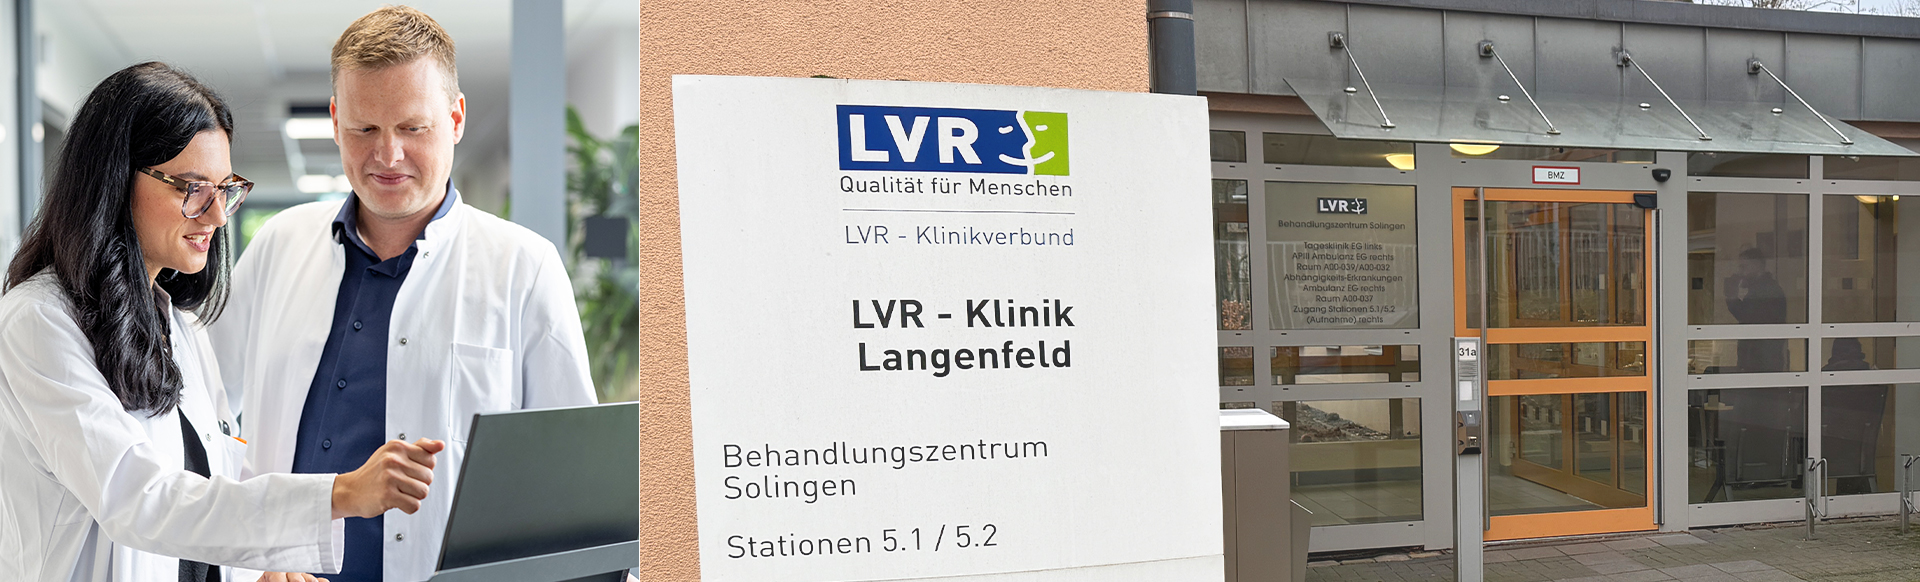 LVR
Qualität für Menschen
LVR - Klinikverbund
LVR - Klinik
Langenfeld
Behandlungszentrum
Solingen
Stationen 5.1 / 5.2
BMZ
LVR
Behandlungszentrum Solingen
Tagesklinik EG links
APIII Ambulanz EG rechts
Raum A00-039/A00-032
Abhängigkeits-Erkrankungen
Ambulanz EG rechts
Raum A00-037
Zugang Stationen 5.1/5.2
(Aufnahme) rechts
31a